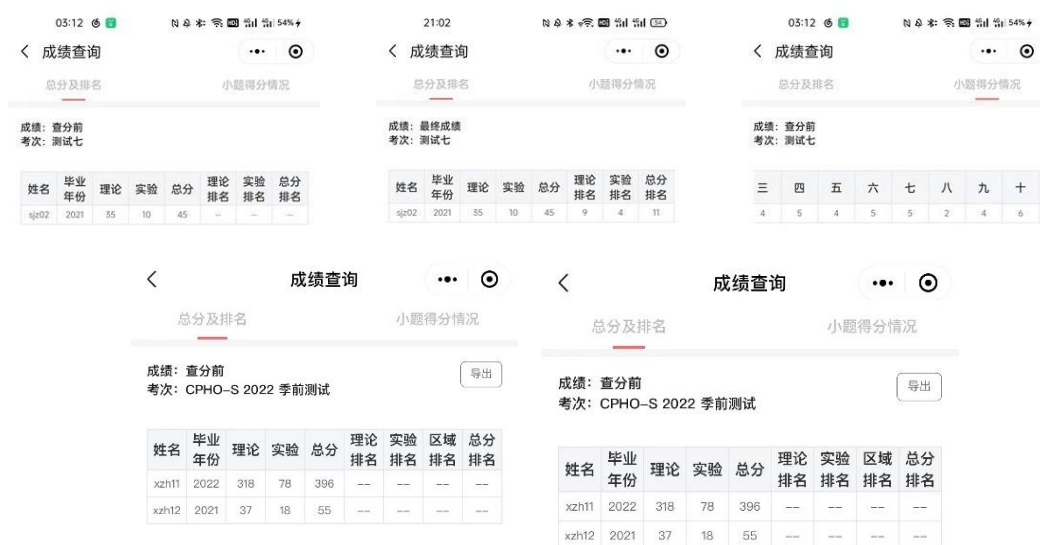 03:12
54%
成绩查询
总分及排名 小题得分情况
成绩：查分前
考次：测试七
姓名 毕业年份 理论 实验 总分 理论排名 实验排名 总分排名
sjz02 2021 35 10 45 -- -- --
21:02
54
成绩查询
总分及排名 小题得分情况
成绩：最终成绩
考次：测试七
姓名 毕业年份 理论 实验 总分 理论排名 实验排名 总分排名
sjz02 2021 35 10 45 9 4 11
03:12
54%
成绩查询
总分及排名 小题得分情况
成绩：查分前
考次：测试七
三 四 五 六 七 八 九 十
4 5 4 5 5 2 4 6
成绩查询
总分及排名 小题得分情况
成绩：查分前
导出
考次：CPHO-S 2022 季前测试
姓名 毕业年份 理论 实验 总分 理论排名 实验排名 区域排名 总分排名
xzh11 2022 318 78 396 -- -- -- --
xzh12 2021 37 18 55 -- -- -- --
成绩查询
总分及排名 小题得分情况
成绩：查分前
导出
考次：CPHO-S 2022 季前测试
姓名 毕业年份 理论 实验 总分 理论排名 实验排名 区域排名 总分排名
xzh11 2022 318 78 396 -- -- -- --
xzh12 2021 37 18 55 -- -- -- --